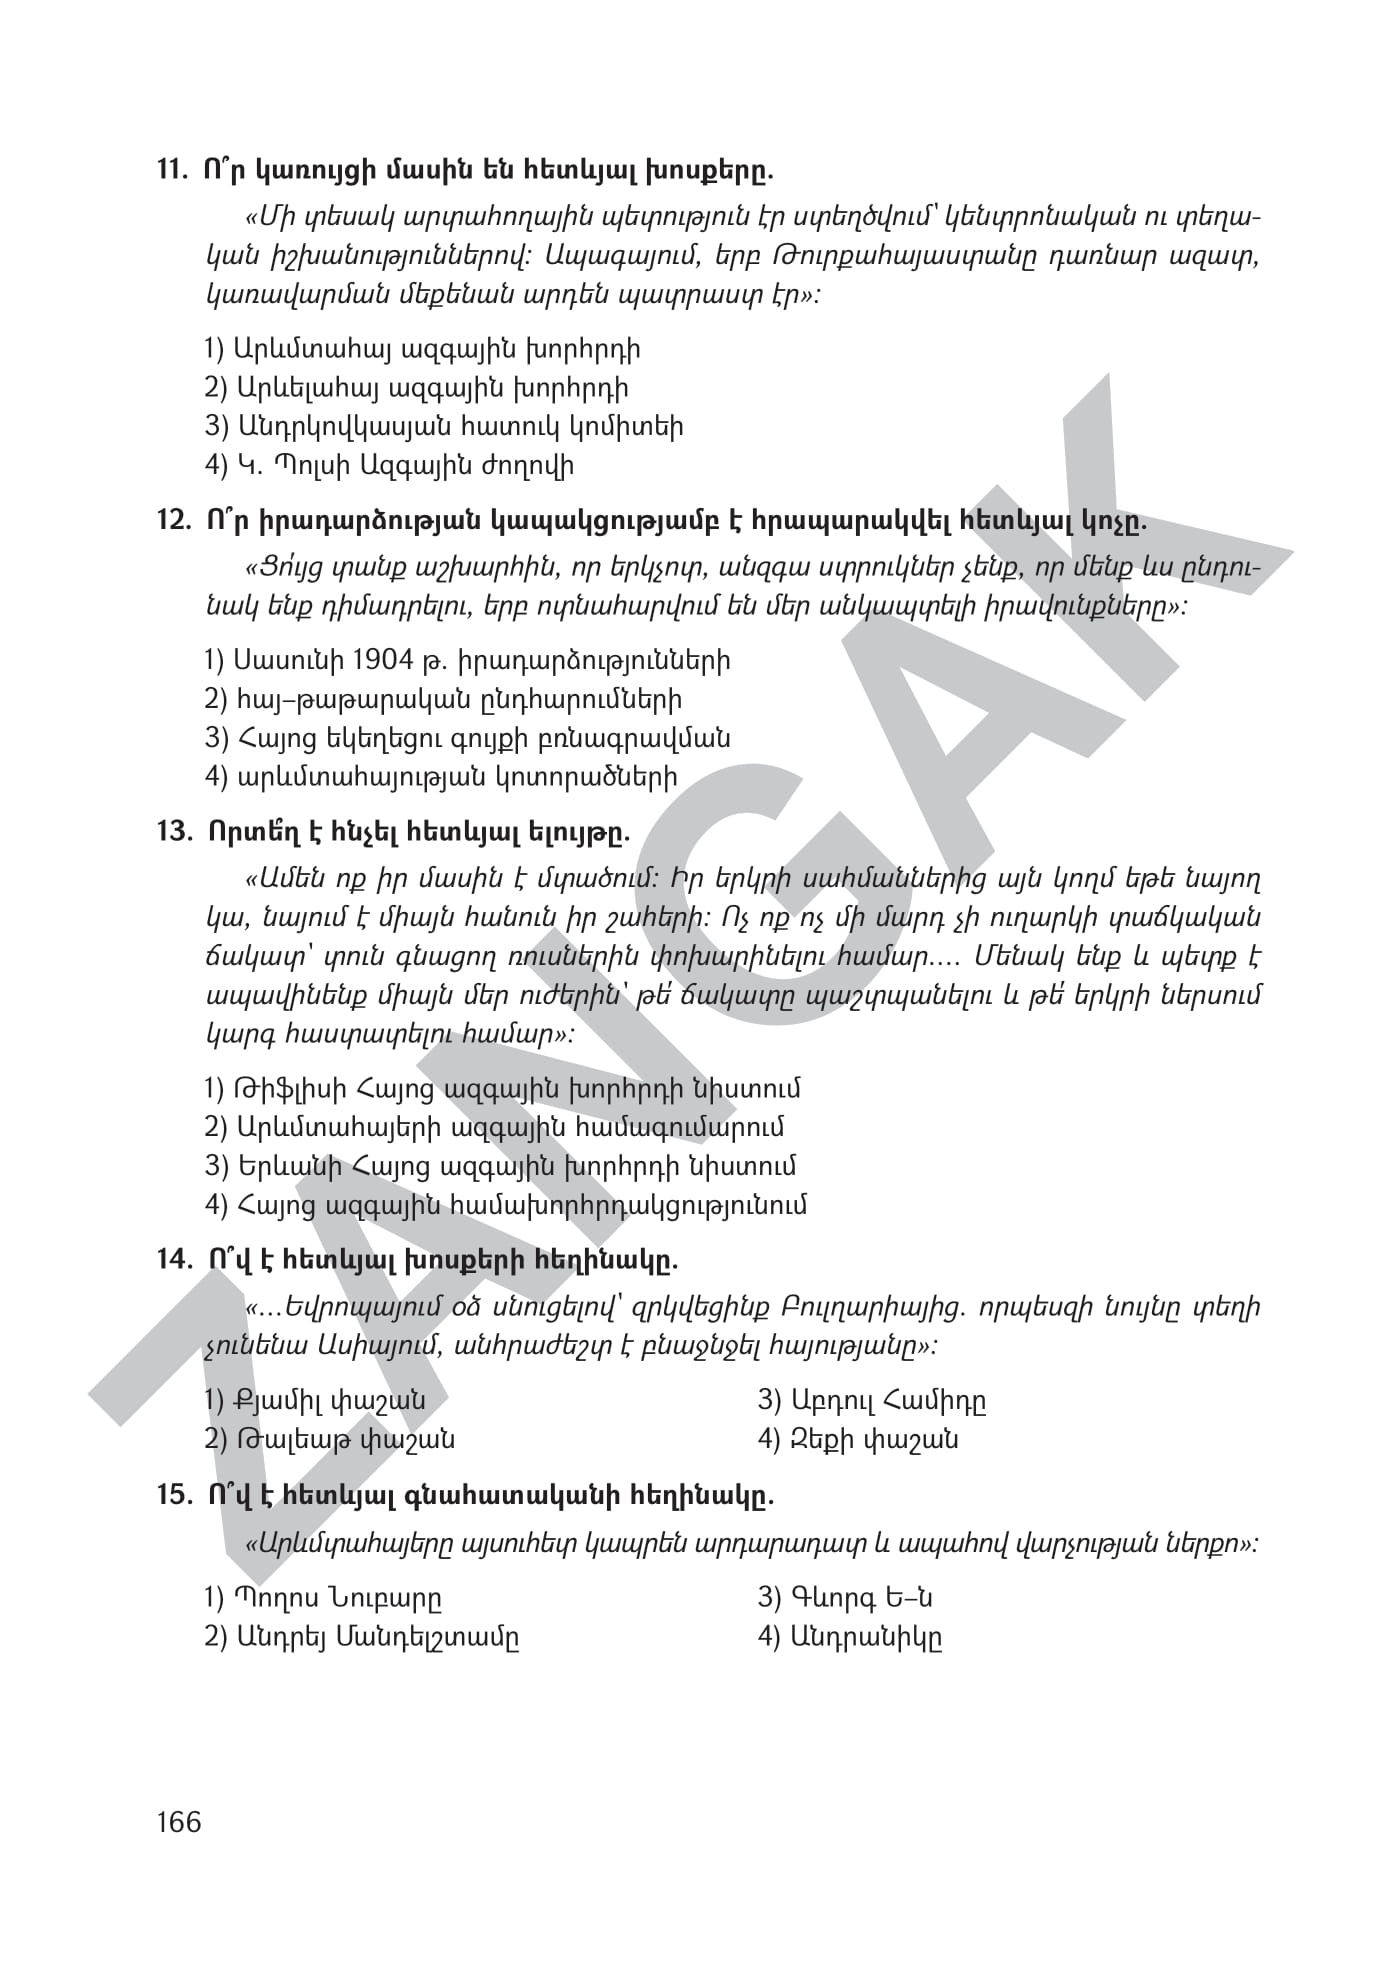 11. Ո՞ր կառույցի մասին են հետևյալ խոսքերը.
«Մի տեսակ արտահողային պետություն էր ստեղծվում՝ կենտրոնական ու տեղա-
կան իշխանություններով: Ապագայում, երբ Թուրքահայաստանը դառնար ազատ,
կառավարման մեքենան արդեն պատրաստ էր»:
1) Արևմտահայ ազգային խորհրդի
2) Արևելահայ ազգային խորհրդի
3) Անդրկովկասյան հատուկ կոմիտեի
4) Կ. Պոլսի Ազգային ժողովի
12. Ո՞ր իրադարձության կապակցությամբ է հրապարակվել հետևյալ կոչը.
«Ցո՛ւյց տանք աշխարհին, որ երկչոտ, անզգա ստրուկներ չենք, որ մենք ևս ընդու-
նակ ենք դիմադրելու, երբ ոտնահարվում են մեր անկապտելի իրավունքները»:
1) Սասունի 1904 թ. իրադարձությունների
2) հայ–թաթարական ընդհարումների
3) Հայոց եկեղեցու գույքի բռնագրավման
4) արևմտահայության կոտորածների
13. Որտե՞ղ է հնչել հետևյալ ելույթը.
«Ամեն ոք իր մասին է մտածում: Իր երկրի սահմաններից այն կողմ եթե նայող
կա, նայում է միայն հանուն իր շահերի: Ոչ ոք ոչ մի մարդ չի ուղարկի տաճկական
ճակատ՝ տուն գնացող ռուսներին փոխարինելու համար.... Մենակ ենք և պետք է
ապավինենք միայն մեր ուժերին՝ թե՛ ճակատը պաշտպանելու և թե՛ երկրի ներսում
կարգ հաստատելու համար»:
1) Թիֆլիսի Հայոց ազգային խորհրդի նիստում
2) Արևմտահայերի ազգային համագումարում
3) Երևանի Հայոց ազգային խորհրդի նիստում
4) Հայոց ազգային համախորհրդակցությունում
14. Ո՞վ է հետևյալ խոսքերի հեղինակը.
«...Եվրոպայում օձ սնուցելով՝ զրկվեցինք Բուլղարիայից. որպեսզի նույնը տեղի
չունենա Ասիայում, անհրաժեշտ է բնաջնջել հայությանը»:
1) Քյամիլ փաշան
3) Աբդուլ Համիդը
2) Թալեաթ փաշան
4) Զեքի փաշան
15. Ո՞վ է հետևյալ գնահատականի հեղինակը.
«Արևմտահայերը այսուհետ կապրեն արդարադատ և ապահով վարչության ներքո»:
1) Պողոս Նուբարը
3) Գևորգ Ե–ն
2) Անդրեյ Մանդելշտամը
4) Անդրանիկը
166
ZANGAK